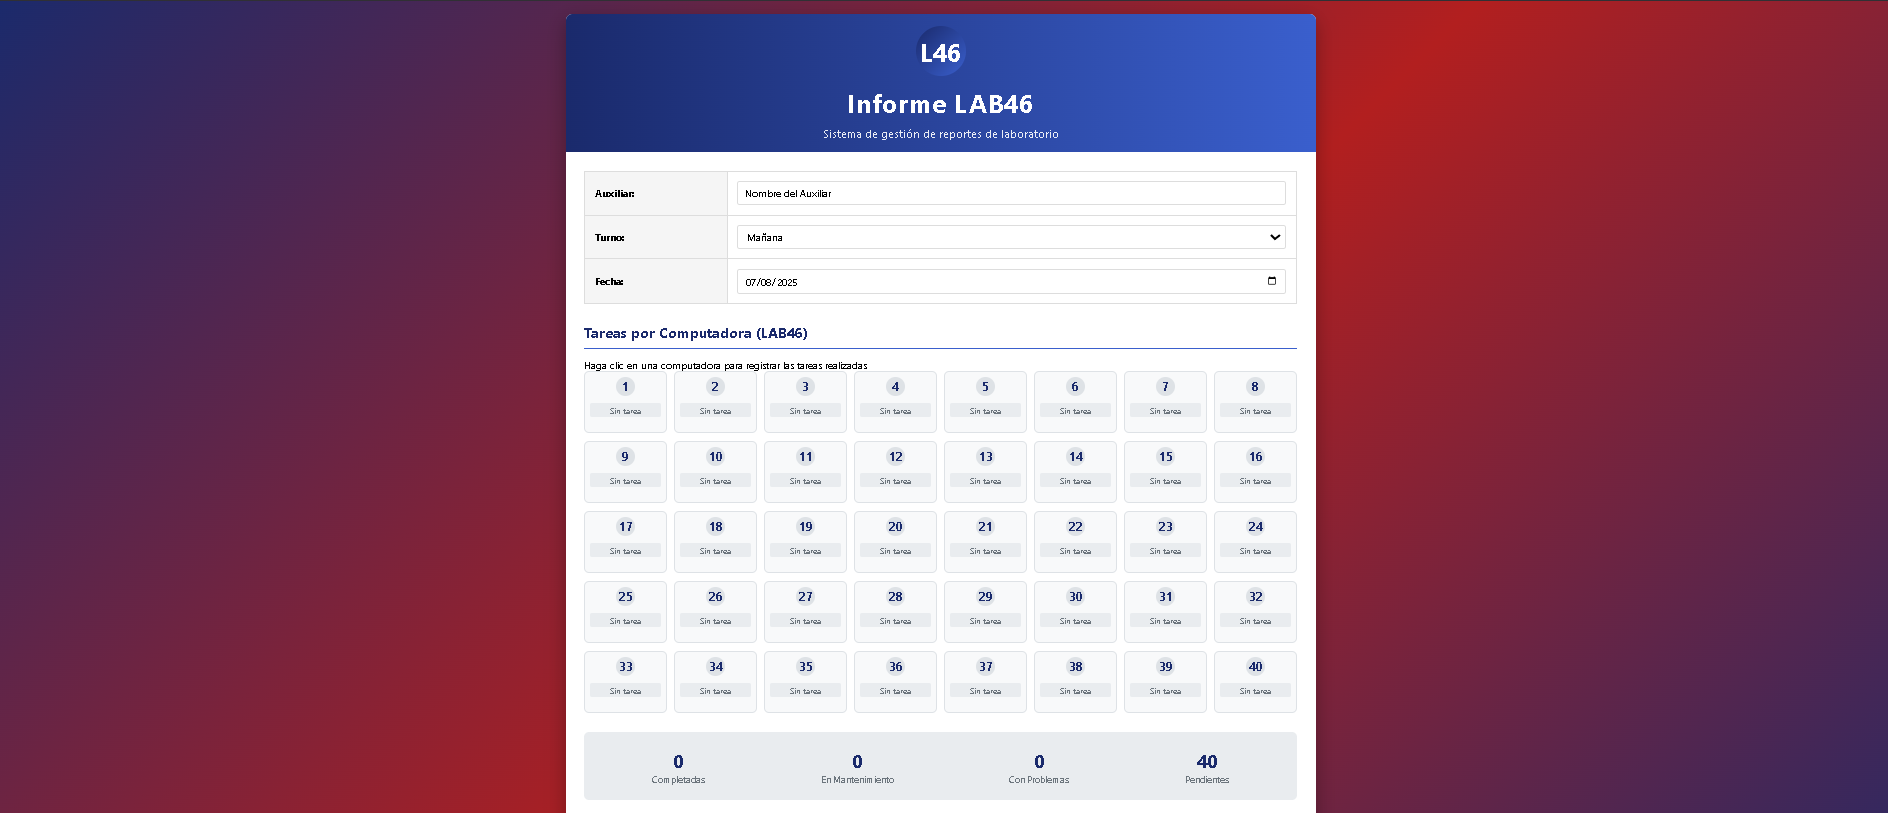 L46
Informe LAB46
Sistema de gestión de reportes de laboratorio
Auxiliar: Nombre del Auxiliar
Turno: Mañana
Fecha: 07/08/2025
Tareas por Computadora (LAB46)
Haga clic en una computadora para registrar las tareas realizadas
1 2 3 4 5 6 7 8
Sin tarea Sin tarea Sin tarea Sin tarea Sin tarea Sin tarea Sin tarea Sin tarea
9 10 11 12 13 14 15 16
Sin tarea Sin tarea Sin tarea Sin tarea Sin tarea Sin tarea Sin tarea Sin tarea
17 18 19 20 21 22 23 24
Sin tarea Sin tarea Sin tarea Sin tarea Sin tarea Sin tarea Sin tarea Sin tarea
25 26 27 28 29 30 31 32
Sin tarea Sin tarea Sin tarea Sin tarea Sin tarea Sin tarea Sin tarea Sin tarea
33 34 35 36 37 38 39 40
Sin tarea Sin tarea Sin tarea Sin tarea Sin tarea Sin tarea Sin tarea Sin tarea
0 0 0 40
Completadas En Mantenimiento Con Problemas Pendientes